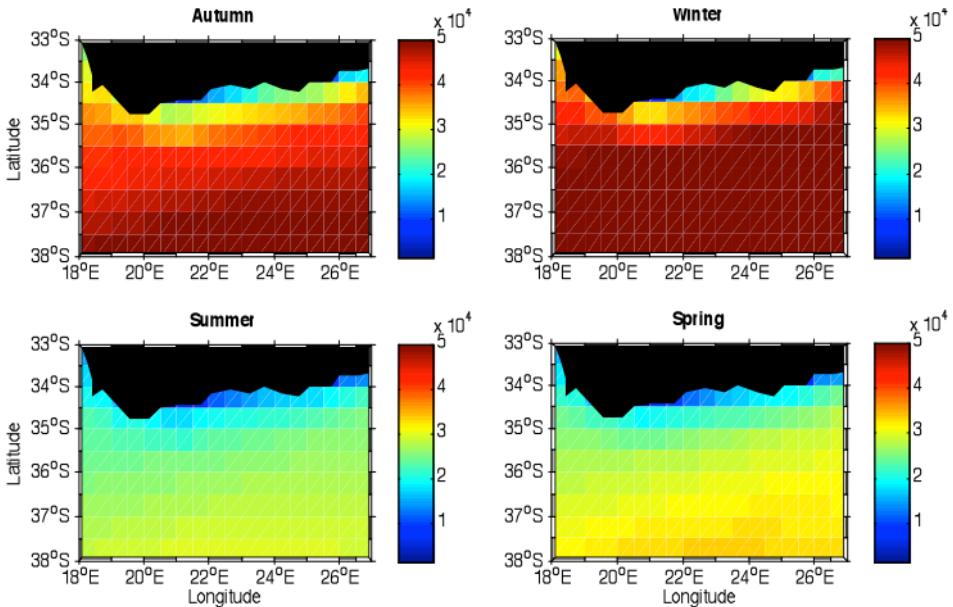 Autumn
x 10⁴
33°S
34°S
35°S
36°S
37°S
38°S
Latitude
18°E
20°E
22°E
24°E
26°E
5
4
3
2
1
Winter
x 10⁴
33°S
34°S
35°S
36°S
37°S
38°S
18°E
20°E
22°E
24°E
26°E
5
4
3
2
1
Summer
x 10⁴
33°S
34°S
35°S
36°S
37°S
38°S
Latitude
18°E
20°E
22°E
24°E
26°E
Longitude
5
4
3
2
1
Spring
x 10⁴
33°S
34°S
35°S
36°S
37°S
38°S
18°E
20°E
22°E
24°E
26°E
Longitude
5
4
3
2
1